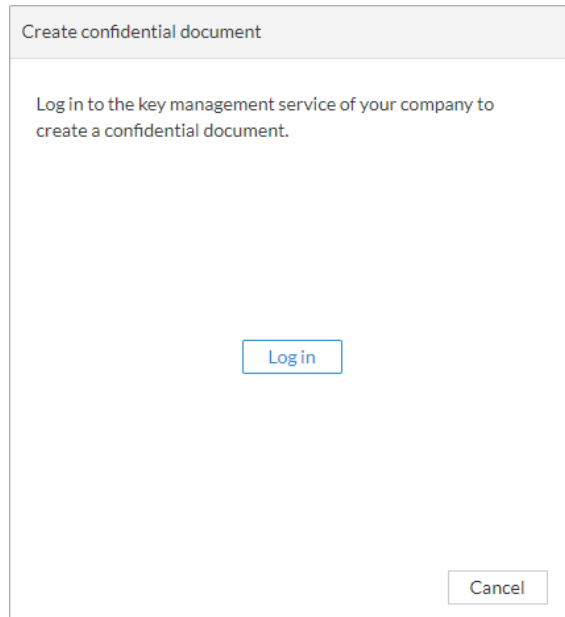 Create confidential document
Log in to the key management service of your company to
create a confidential document.
Log in
Cancel